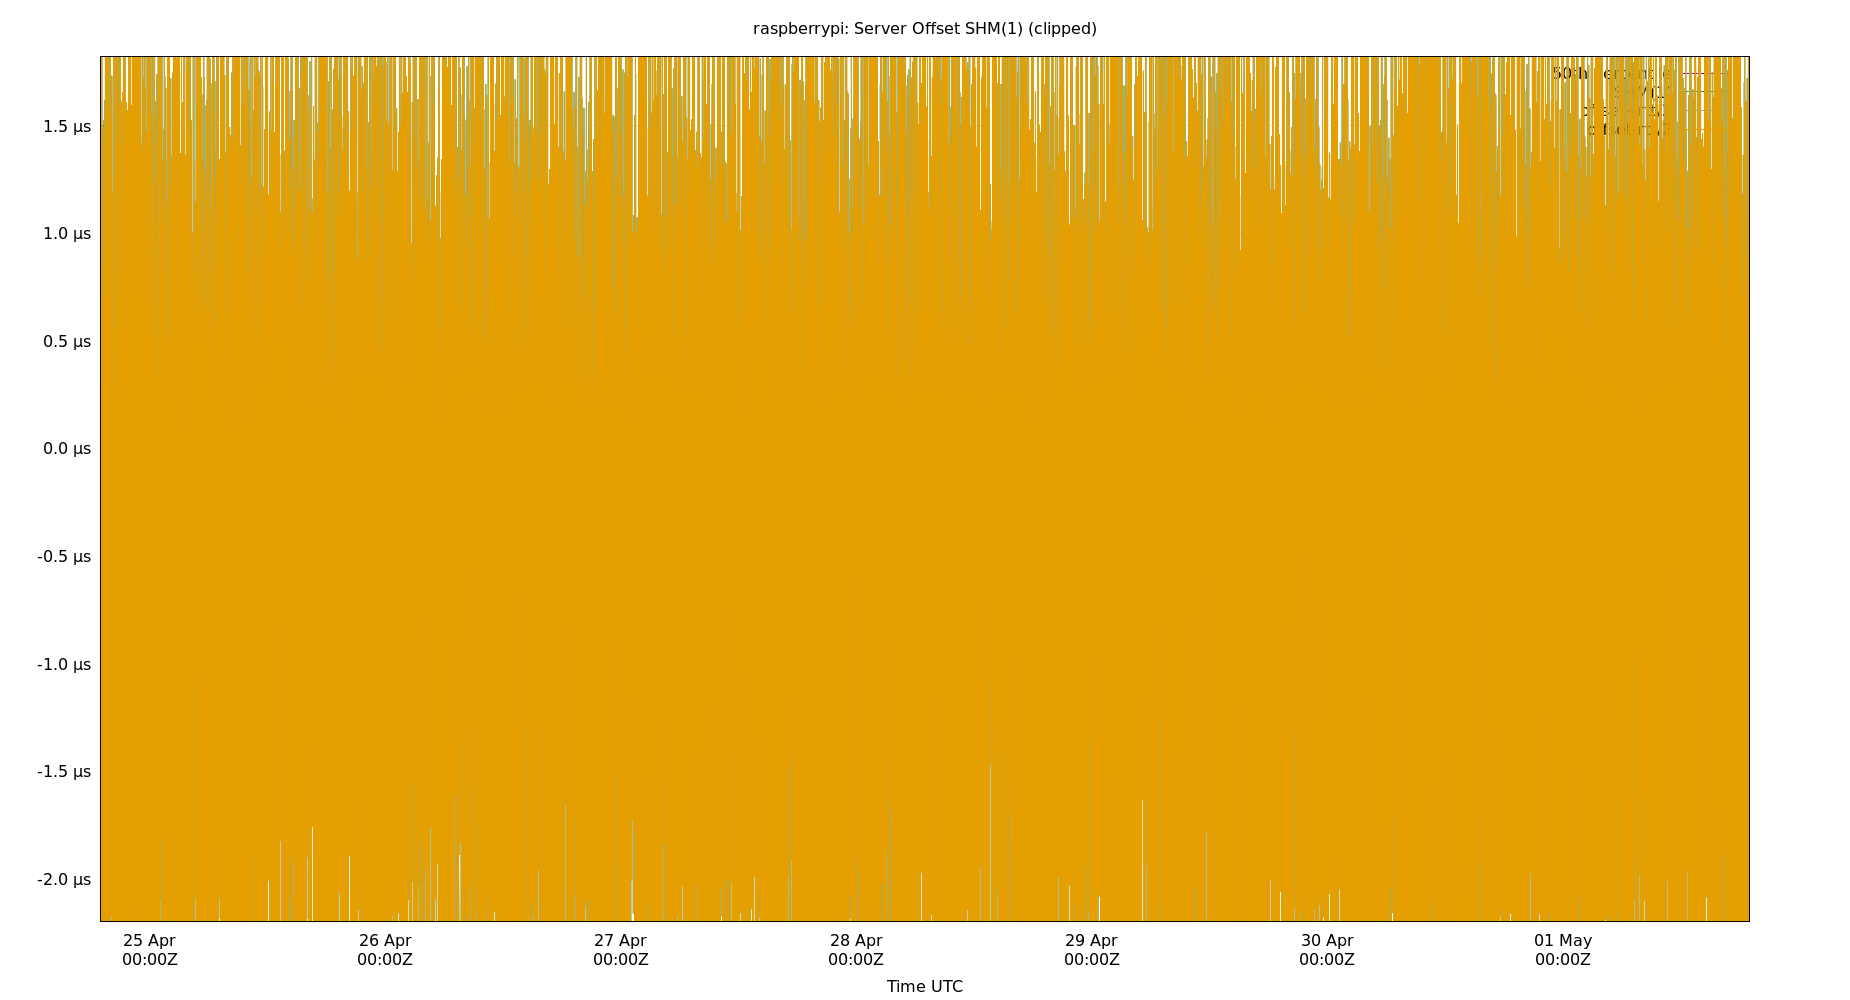 raspberrypi: Server Offset SHM(1) (clipped)
1.5 µs
1.0 µs
0.5 µs
0.0 µs
-0.5 µs
-1.0 µs
-1.5 µs
-2.0 µs
25 Apr 26 Apr 27 Apr 28 Apr 29 Apr 30 Apr 01 May
00:00Z 00:00Z 00:00Z 00:00Z 00:00Z 00:00Z 00:00Z
Time UTC